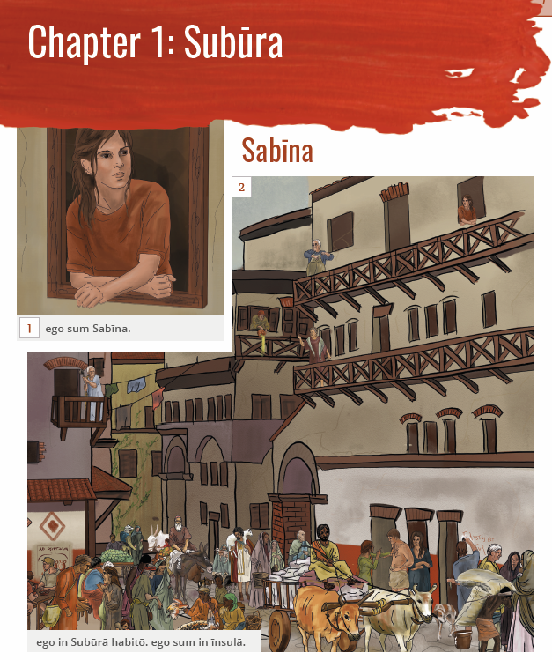 Chapter 1: Subūra
Sabīna
2
1 ego sum Sabīna.
ego in Subūrā habitō. ego sum in īnsulā.